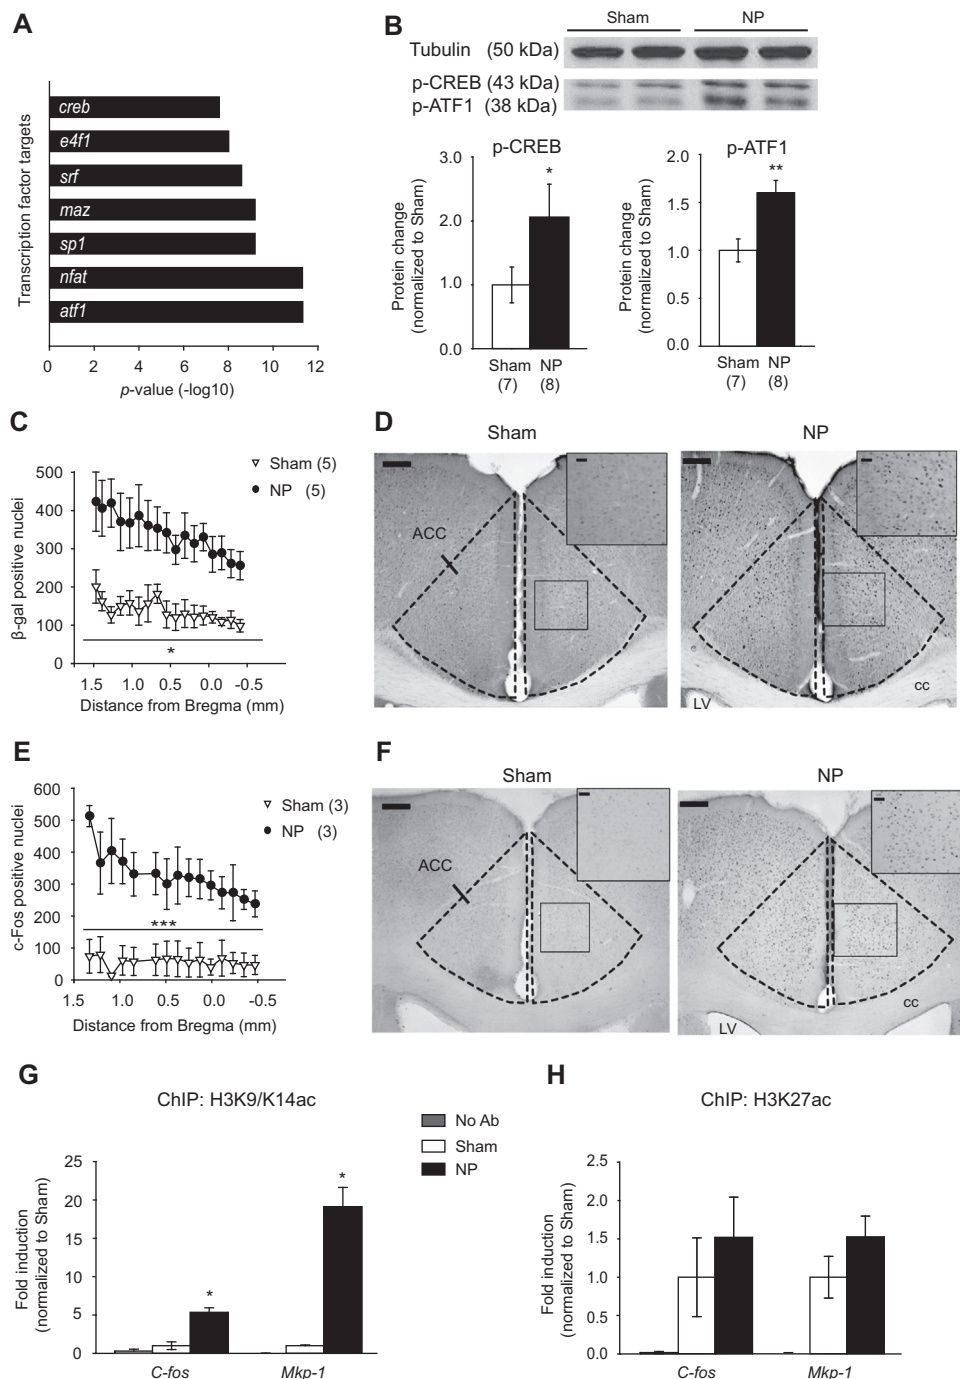 A
Transcription factor targets
creb
e4f1
srf
maz
sp1
nfat
atf1
0 2 4 6 8 10 12
p-value (-log10)
B
Sham NP
Tubulin (50 kDa)
p-CREB (43 kDa)
p-ATF1 (38 kDa)
p-CREB
Protein change
(normalized to Sham)
3.0
2.0
1.0
0.0
*
Sham NP
(7) (8)
p-ATF1
Protein change
(normalized to Sham)
2.0
1.5
1.0
0.5
0.0
**
Sham NP
(7) (8)
C
β-gal positive nuclei
500
400
300
200
100
0
Sham (5)
NP (5)
*
1.5 1.0 0.5 0.0 -0.5
Distance from Bregma (mm)
D
Sham
ACC
NP
LV
cc
E
c-Fos positive nuclei
600
500
400
300
200
100
0
Sham (3)
NP (3)
***
1.5 1.0 0.5 0.0 -0.5
Distance from Bregma (mm)
F
Sham
ACC
NP
LV
cc
G
ChIP: H3K9/K14ac
Fold induction
(normalized to Sham)
25
20
15
10
5
0
*
*
C-fos Mkp-1
No Ab
Sham
NP
H
ChIP: H3K27ac
Fold induction
(normalized to Sham)
2.5
2.0
1.5
1.0
0.5
0.0
C-fos Mkp-1